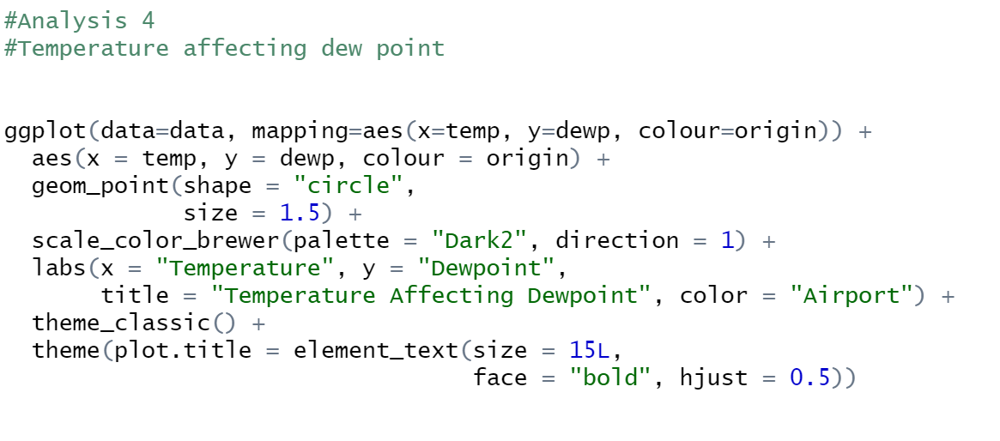 #Analysis 4
#Temperature affecting dew point
ggplot(data=data, mapping=aes(x=temp, y=dewp, colour=origin)) +
  aes(x = temp, y = dewp, colour = origin) +
  geom_point(shape = "circle",
             size = 1.5) +
  scale_color_brewer(palette = "Dark2", direction = 1) +
  labs(x = "Temperature", y = "Dewpoint",
       title = "Temperature Affecting Dewpoint", color = "Airport") +
  theme_classic() +
  theme(plot.title = element_text(size = 15L,
                                  face = "bold", hjust = 0.5))